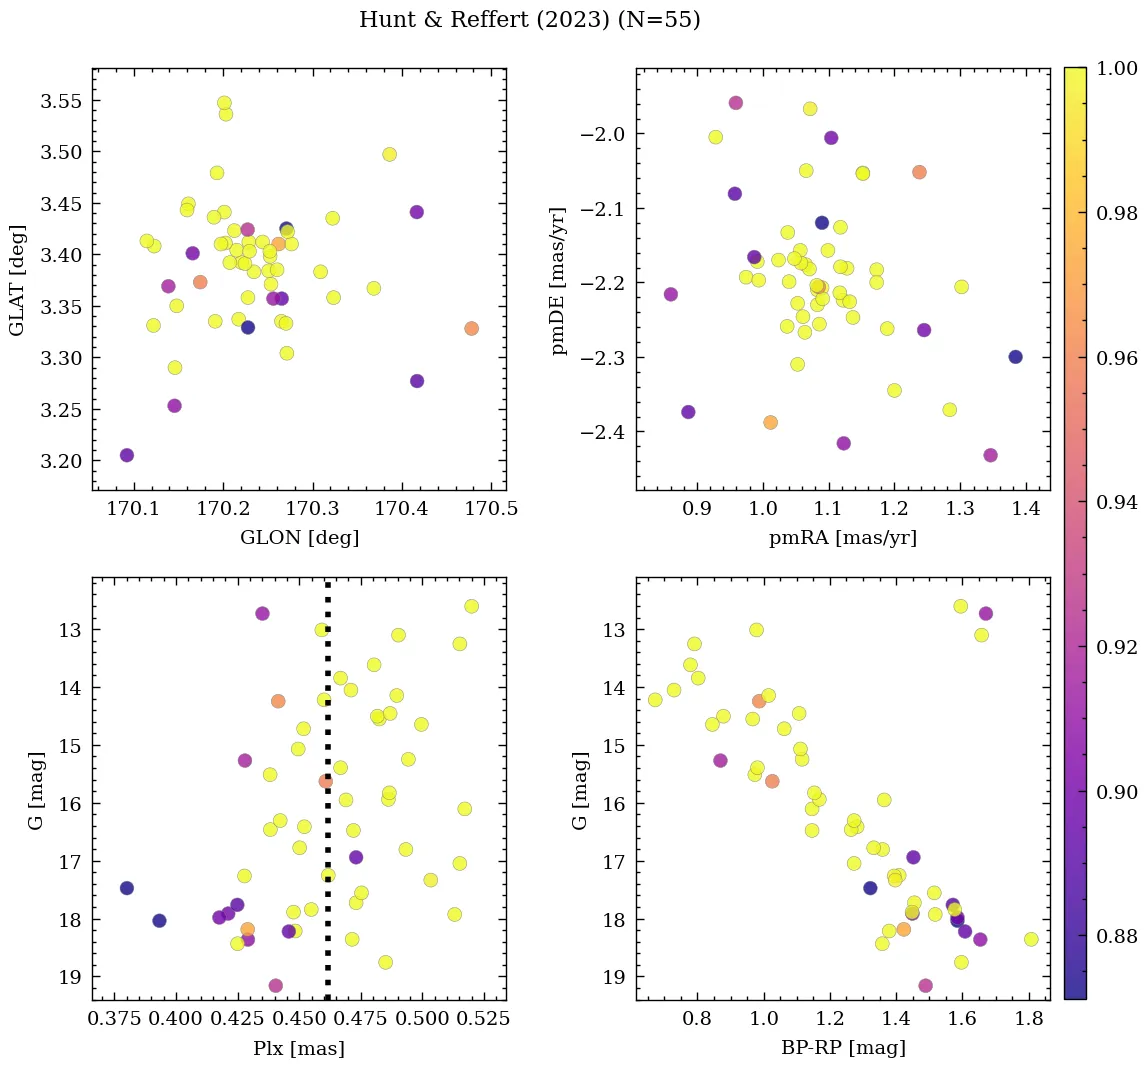 Hunt & Reffert (2023) (N=55)
3.55
3.50
3.45
3.40
3.35
3.30
3.25
3.20
GLAT [deg]
170.1 170.2 170.3 170.4 170.5
GLON [deg]
−2.0
−2.1
−2.2
−2.3
−2.4
pmDE [mas/yr]
0.9 1.0 1.1 1.2 1.3 1.4
pmRA [mas/yr]
13
14
15
16
17
18
19
G [mag]
0.375 0.400 0.425 0.450 0.475 0.500 0.525
Plx [mas]
13
14
15
16
17
18
19
G [mag]
0.8 1.0 1.2 1.4 1.6 1.8
BP-RP [mag]
1.00
0.98
0.96
0.94
0.92
0.90
0.88